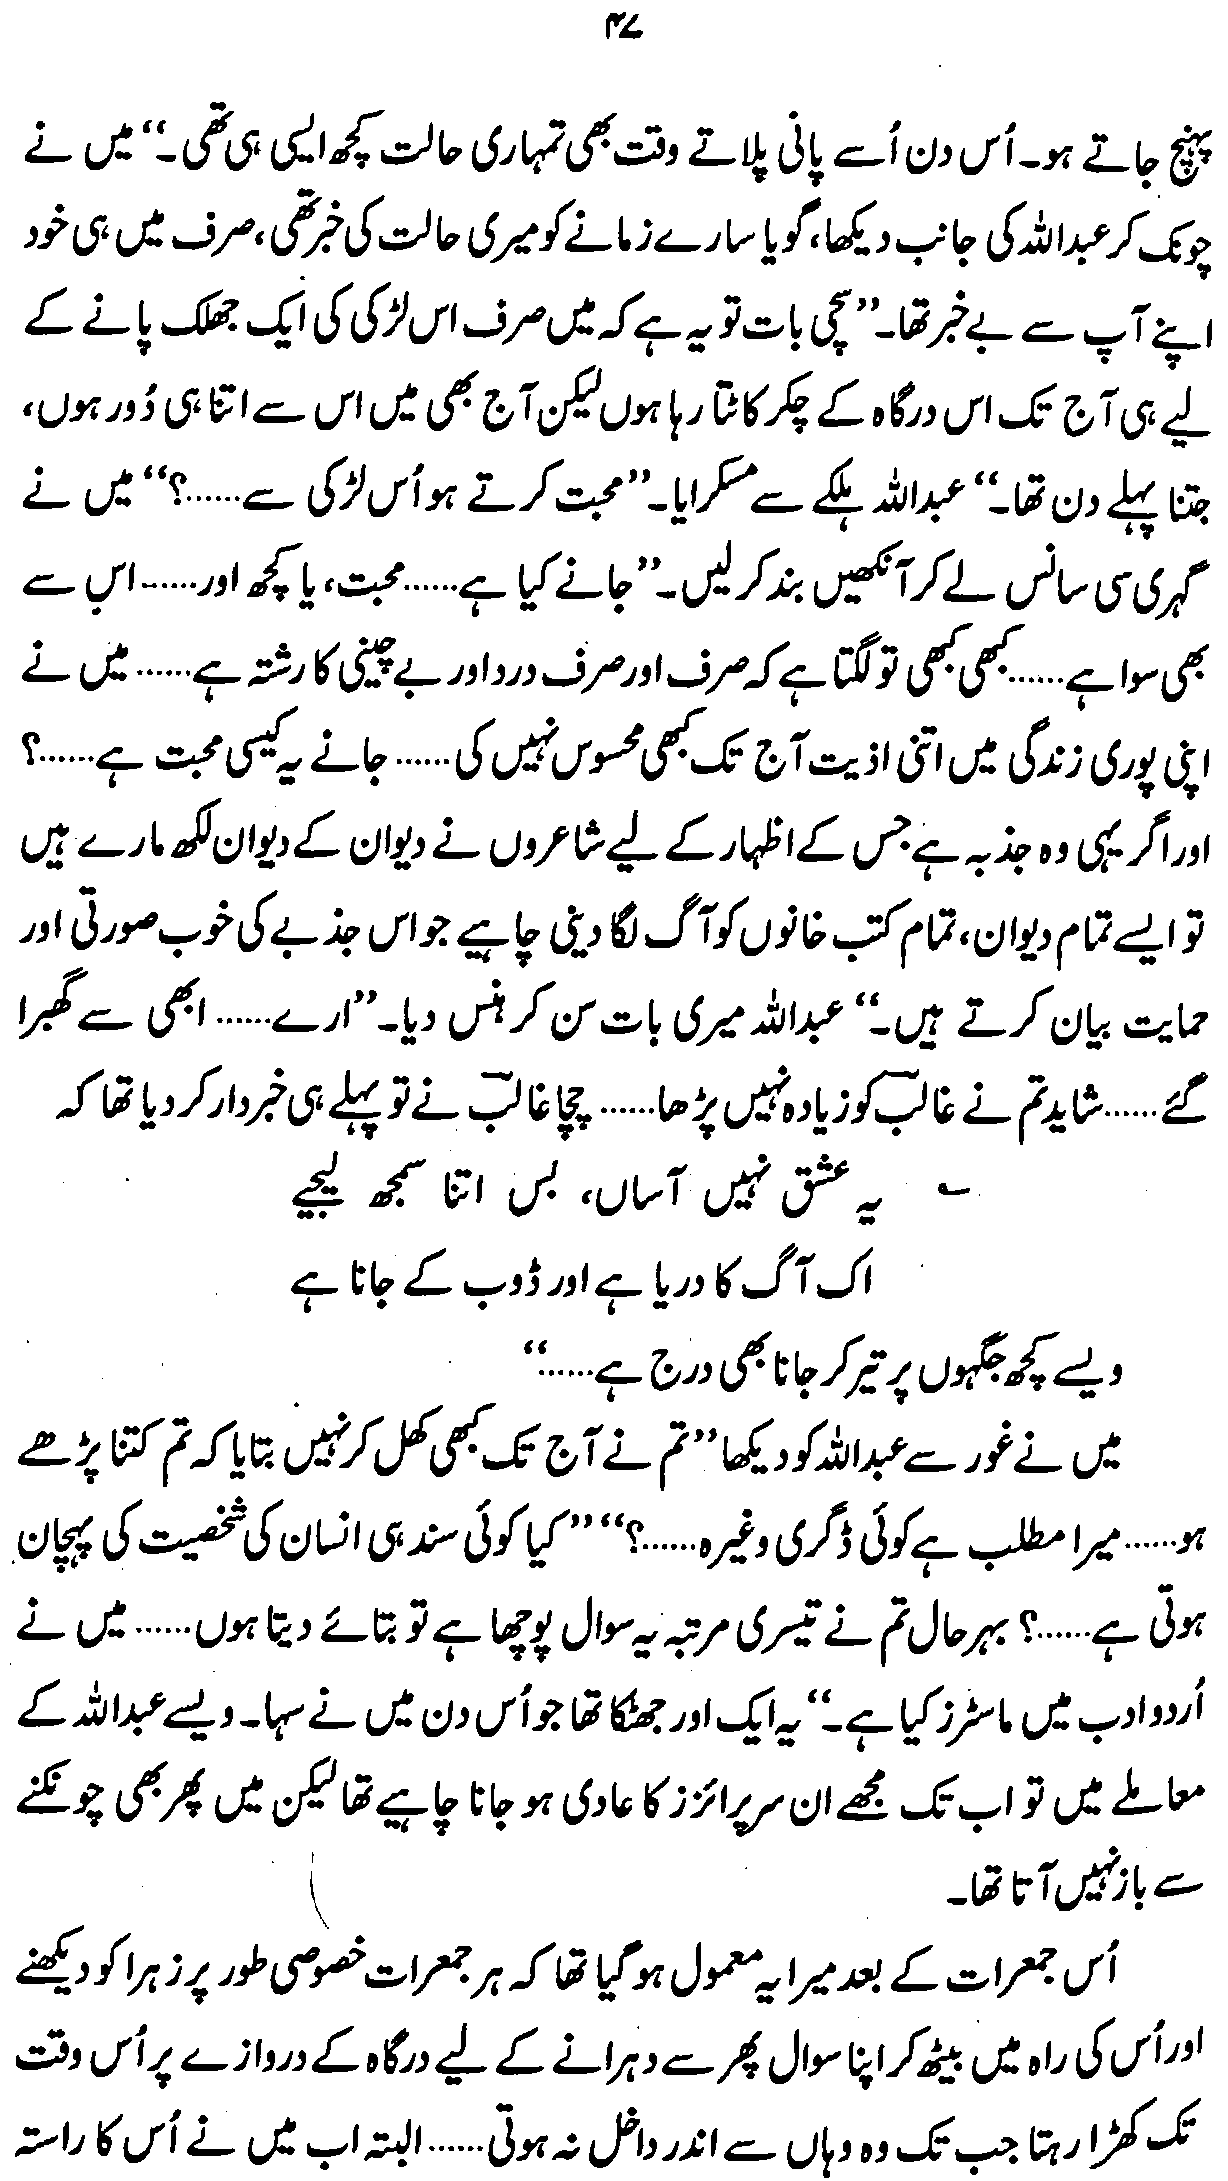 ۴۷
پہنچ جاتے ہو۔ اُس دن اُسے پانی پلاتے وقت بھی تمہاری حالت کچھ ایسی ہی تھی۔‘‘ میں نے
چونک کر عبداللہ کی جانب دیکھا، گویا سارے زمانے کو میری حالت کی خبر تھی، صرف میں ہی خود
اپنے آپ سے بے خبر تھا۔ ’’سچی بات تو یہ ہے کہ میں صرف اس لڑکی کی ایک جھلک پانے کے
لیے ہی آج تک اس درگاہ کے چکر کاٹتا رہا ہوں لیکن آج بھی میں اس سے اتنا ہی دُور ہوں،
جتنا پہلے دن تھا۔‘‘ عبداللہ ہلکے سے مسکرایا۔ ’’محبت کرتے ہو اُس لڑکی سے……؟‘‘ میں نے
گہری سی سانس لے کر آنکھیں بند کر لیں۔ ’’جانے کیا ہے……محبت، یا کچھ اور……اس سے
بھی سوا ہے……کبھی کبھی تو لگتا ہے کہ صرف اور صرف درد اور بے چینی کا رشتہ ہے……میں نے
اپنی پوری زندگی میں اتنی اذیت آج تک کبھی محسوس نہیں کی……جانے یہ کیسی محبت ہے……؟
اور اگر یہی وہ جذبہ ہے جس کے اظہار کے لیے شاعروں نے دیوان کے دیوان لکھ مارے ہیں
تو ایسے تمام دیوان، تمام کتب خانوں کو آگ لگا دینی چاہیے جو اس جذبے کی خوب صورتی اور
حمایت بیان کرتے ہیں۔‘‘ عبداللہ میری بات سن کر ہنس دیا۔ ’’ارے……ابھی سے گھبرا
گئے……شاید تم نے غالبؔ کو زیادہ نہیں پڑھا……چچا غالبؔ نے تو پہلے ہی خبردار کر دیا تھا کہ
؎ یہ عشق نہیں آساں، بس اتنا سمجھ لیجیے
اک آگ کا دریا ہے اور ڈوب کے جانا ہے
ویسے کچھ جگہوں پر تیر کر جانا بھی درج ہے……‘‘
میں نے غور سے عبداللہ کو دیکھا ’’تم نے آج تک کبھی کھل کر نہیں بتایا کہ تم کتنا پڑھے
ہو……میرا مطلب ہے کوئی ڈگری وغیرہ……؟‘‘ ’’کیا کوئی سند ہی انسان کی شخصیت کی پہچان
ہوتی ہے……؟ بہرحال تم نے تیسری مرتبہ یہ سوال پوچھا ہے تو بتائے دیتا ہوں……میں نے
اُردو ادب میں ماسٹرز کیا ہے۔‘‘ یہ ایک اور جھٹکا تھا جو اُس دن میں نے سہا۔ ویسے عبداللہ کے
معاملے میں تو اب تک مجھے ان سرپرائزز کا عادی ہو جانا چاہیے تھا لیکن میں پھر بھی چونکنے
سے باز نہیں آتا تھا۔
اُس جمعرات کے بعد میرا یہ معمول ہو گیا تھا کہ ہر جمعرات خصوصی طور پر زہرا کو دیکھنے
اور اُس کی راہ میں بیٹھ کر اپنا سوال پھر سے دہرانے کے لیے درگاہ کے دروازے پر اُس وقت
تک کھڑا رہتا جب تک وہ وہاں سے اندر داخل نہ ہوتی……البتہ اب میں نے اُس کا راستہ